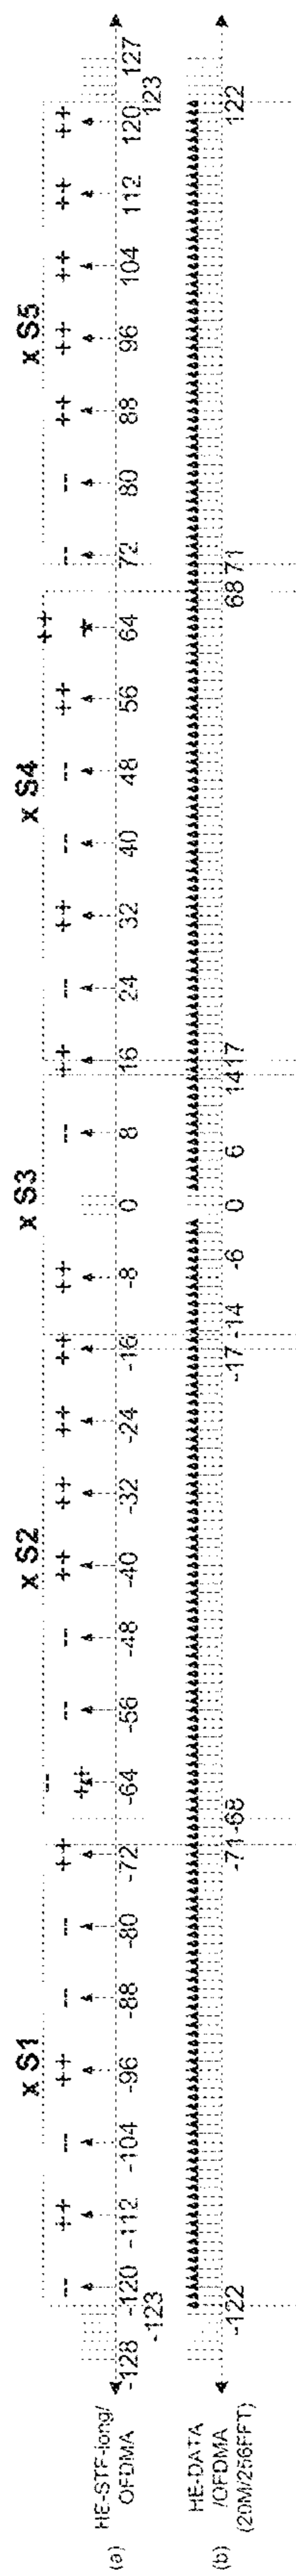 x S1 x S2 x S3 x S4 x S5
-- ++ -- ++ -- -- ++ -- -- -- ++ ++ ++ ++ ++ -- ++ -- ++ -- -- ++ ++ -- -- ++ ++ ++ ++ ++
HE-STF-long/
OFDMA
(a)
-128 -123 -120 -112 -104 -96 -88 -80 -72 -64 -56 -48 -40 -32 -24 -16 -8 0 8 16 24 32 40 48 56 64 72 80 88 96 104 112 120 123 127
HE-DATA
/OFDMA
(20M/256FFT)
(b)
-122 -71 -68 -17 -14 -6 0 6 14 17 68 71 122